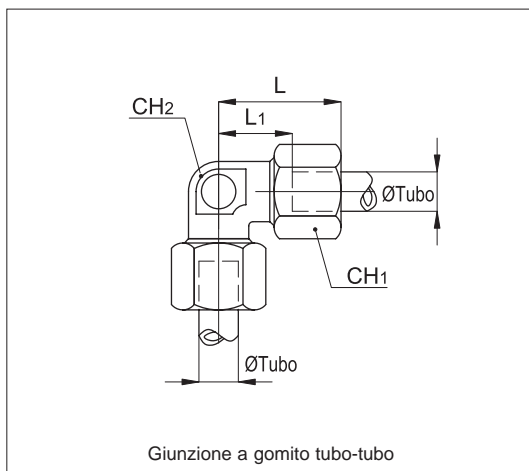 L
CH2
L1
ØTubo
CH1
ØTubo
Giunzione a gomito tubo-tubo